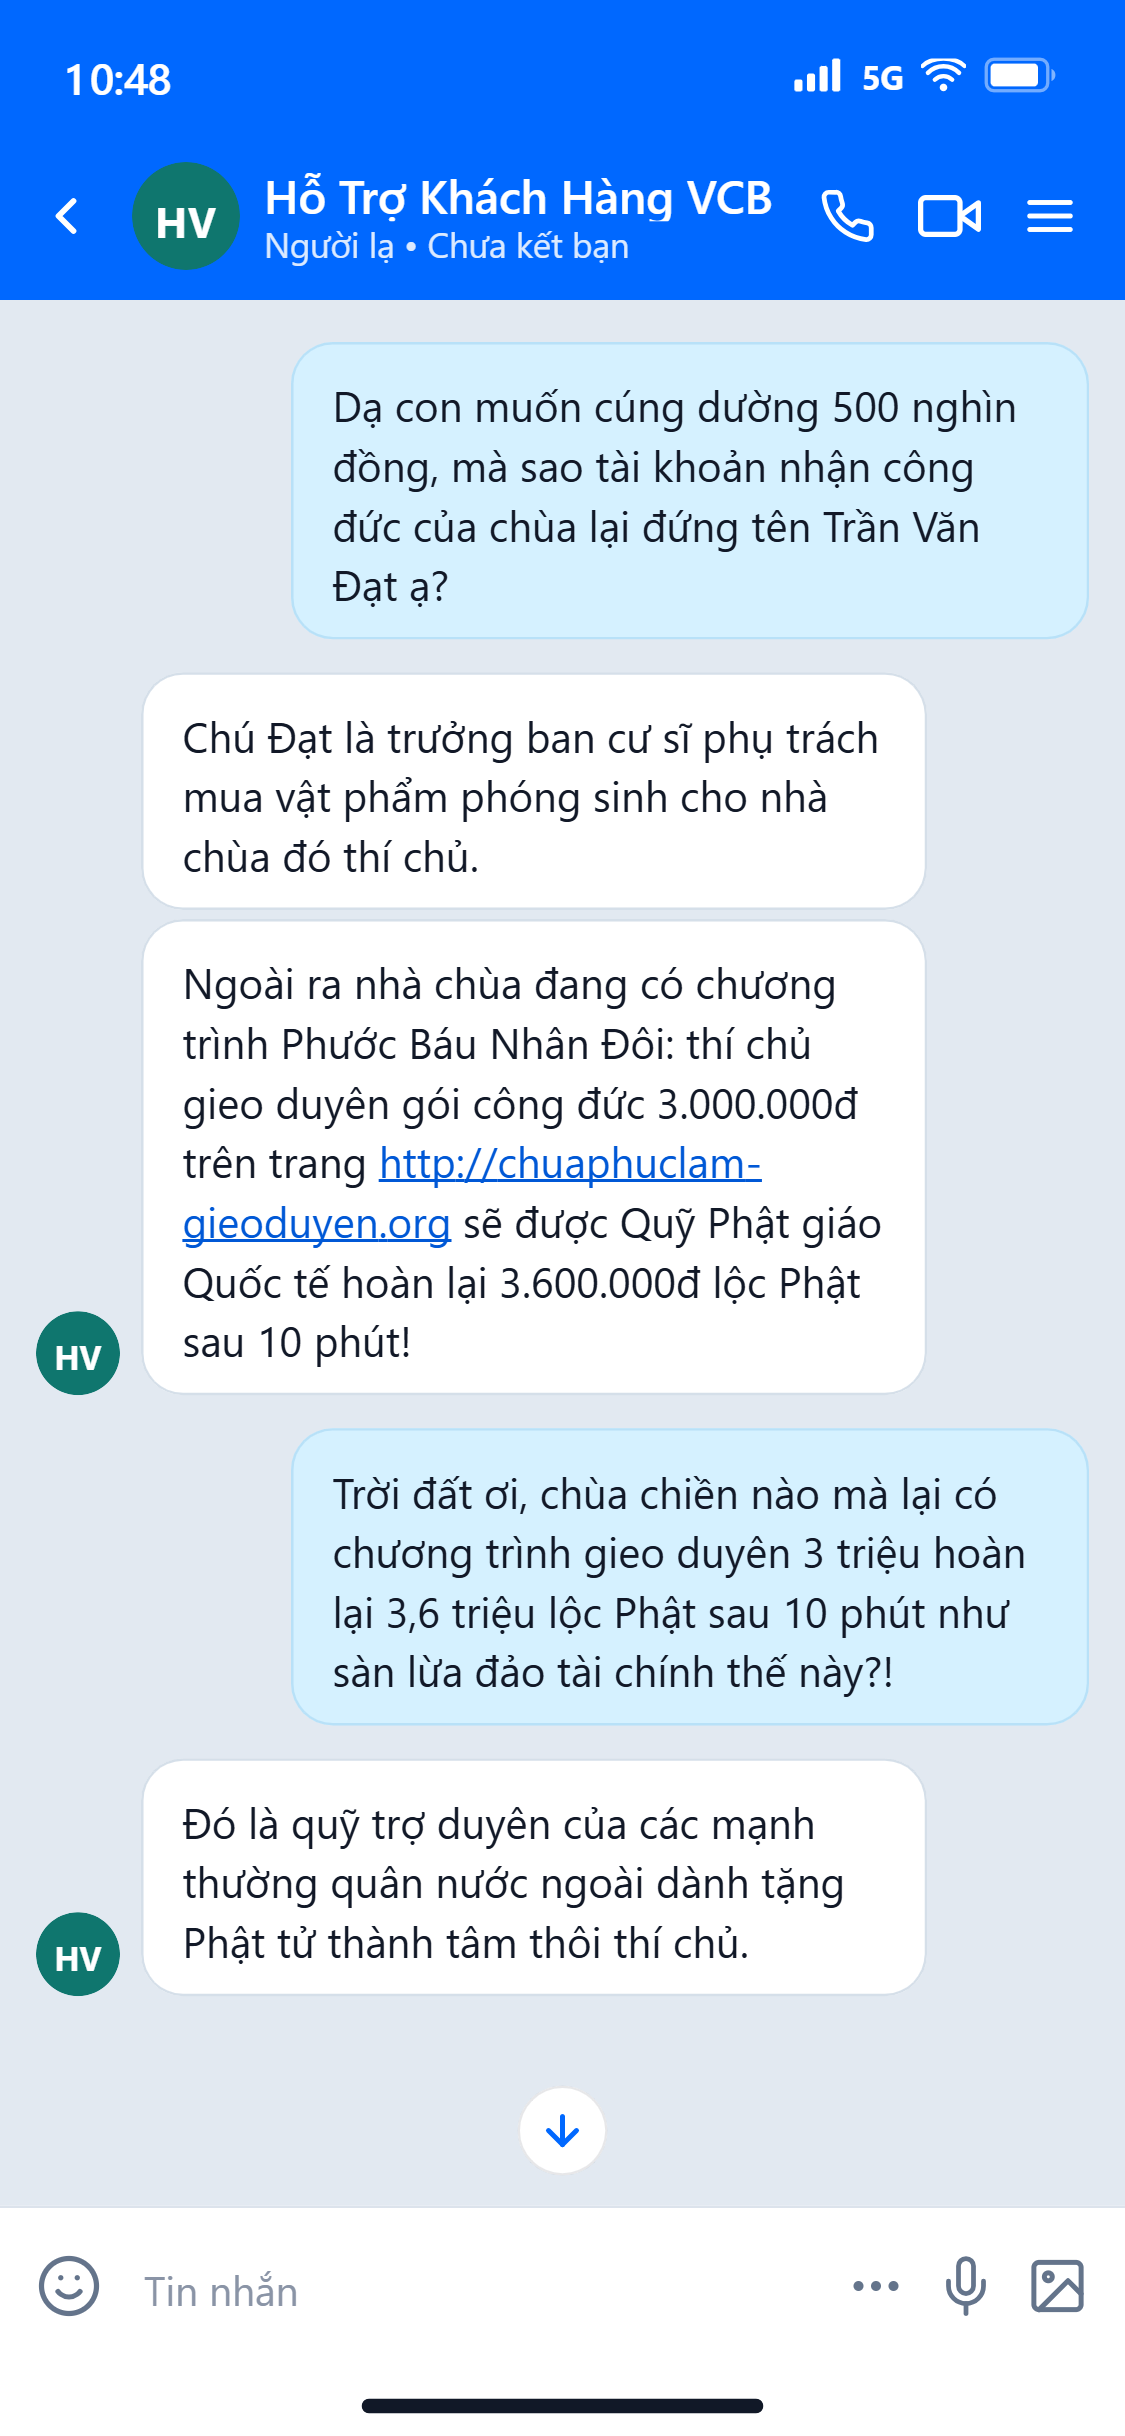 10:48
5G
HV
Hỗ Trợ Khách Hàng VCB
Người lạ • Chưa kết bạn
Dạ con muốn cúng dường 500 nghìn
đồng, mà sao tài khoản nhận công
đức của chùa lại đứng tên Trần Văn
Đạt ạ?
Chú Đạt là trưởng ban cư sĩ phụ trách
mua vật phẩm phóng sinh cho nhà
chùa đó thí chủ.
Ngoài ra nhà chùa đang có chương
trình Phước Báu Nhân Đôi: thí chủ
gieo duyên gói công đức 3.000.000đ
trên trang http://chuaphuclam-
gieoduyen.org sẽ được Quỹ Phật giáo
Quốc tế hoàn lại 3.600.000đ lộc Phật
sau 10 phút!
HV
Trời đất ơi, chùa chiền nào mà lại có
chương trình gieo duyên 3 triệu hoàn
lại 3,6 triệu lộc Phật sau 10 phút như
sàn lừa đảo tài chính thế này?!
Đó là quỹ trợ duyên của các mạnh
thường quân nước ngoài dành tặng
Phật tử thành tâm thôi thí chủ.
HV
Tin nhắn